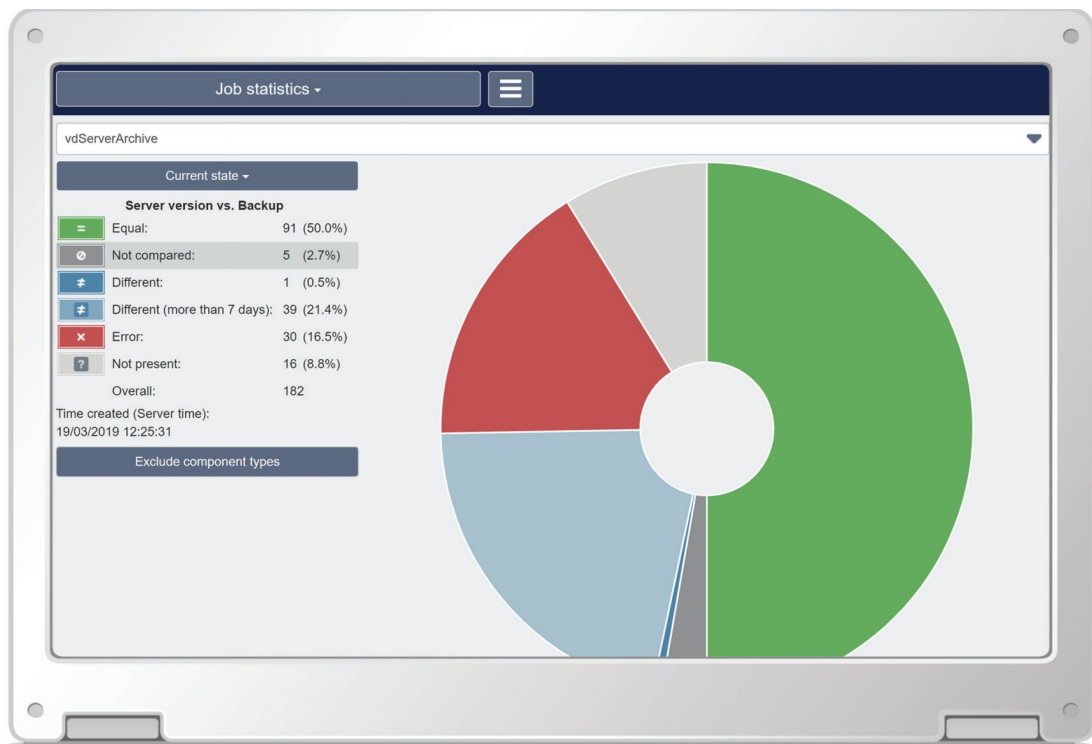 Job statistics
vdServerArchive
Current state
Server version vs. Backup
= Equal: 91 (50.0%)
Not compared: 5 (2.7%)
≠ Different: 1 (0.5%)
≠ Different (more than 7 days): 39 (21.4%)
× Error: 30 (16.5%)
? Not present: 16 (8.8%)
Overall: 182
Time created (Server time):
19/03/2019 12:25:31
Exclude component types